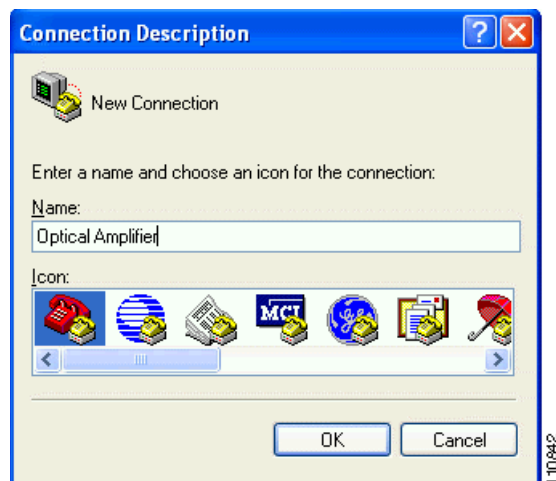 Connection Description
New Connection
Enter a name and choose an icon for the connection:
Name:
Optical Amplifier
Icon:
MCI
OK Cancel
110842